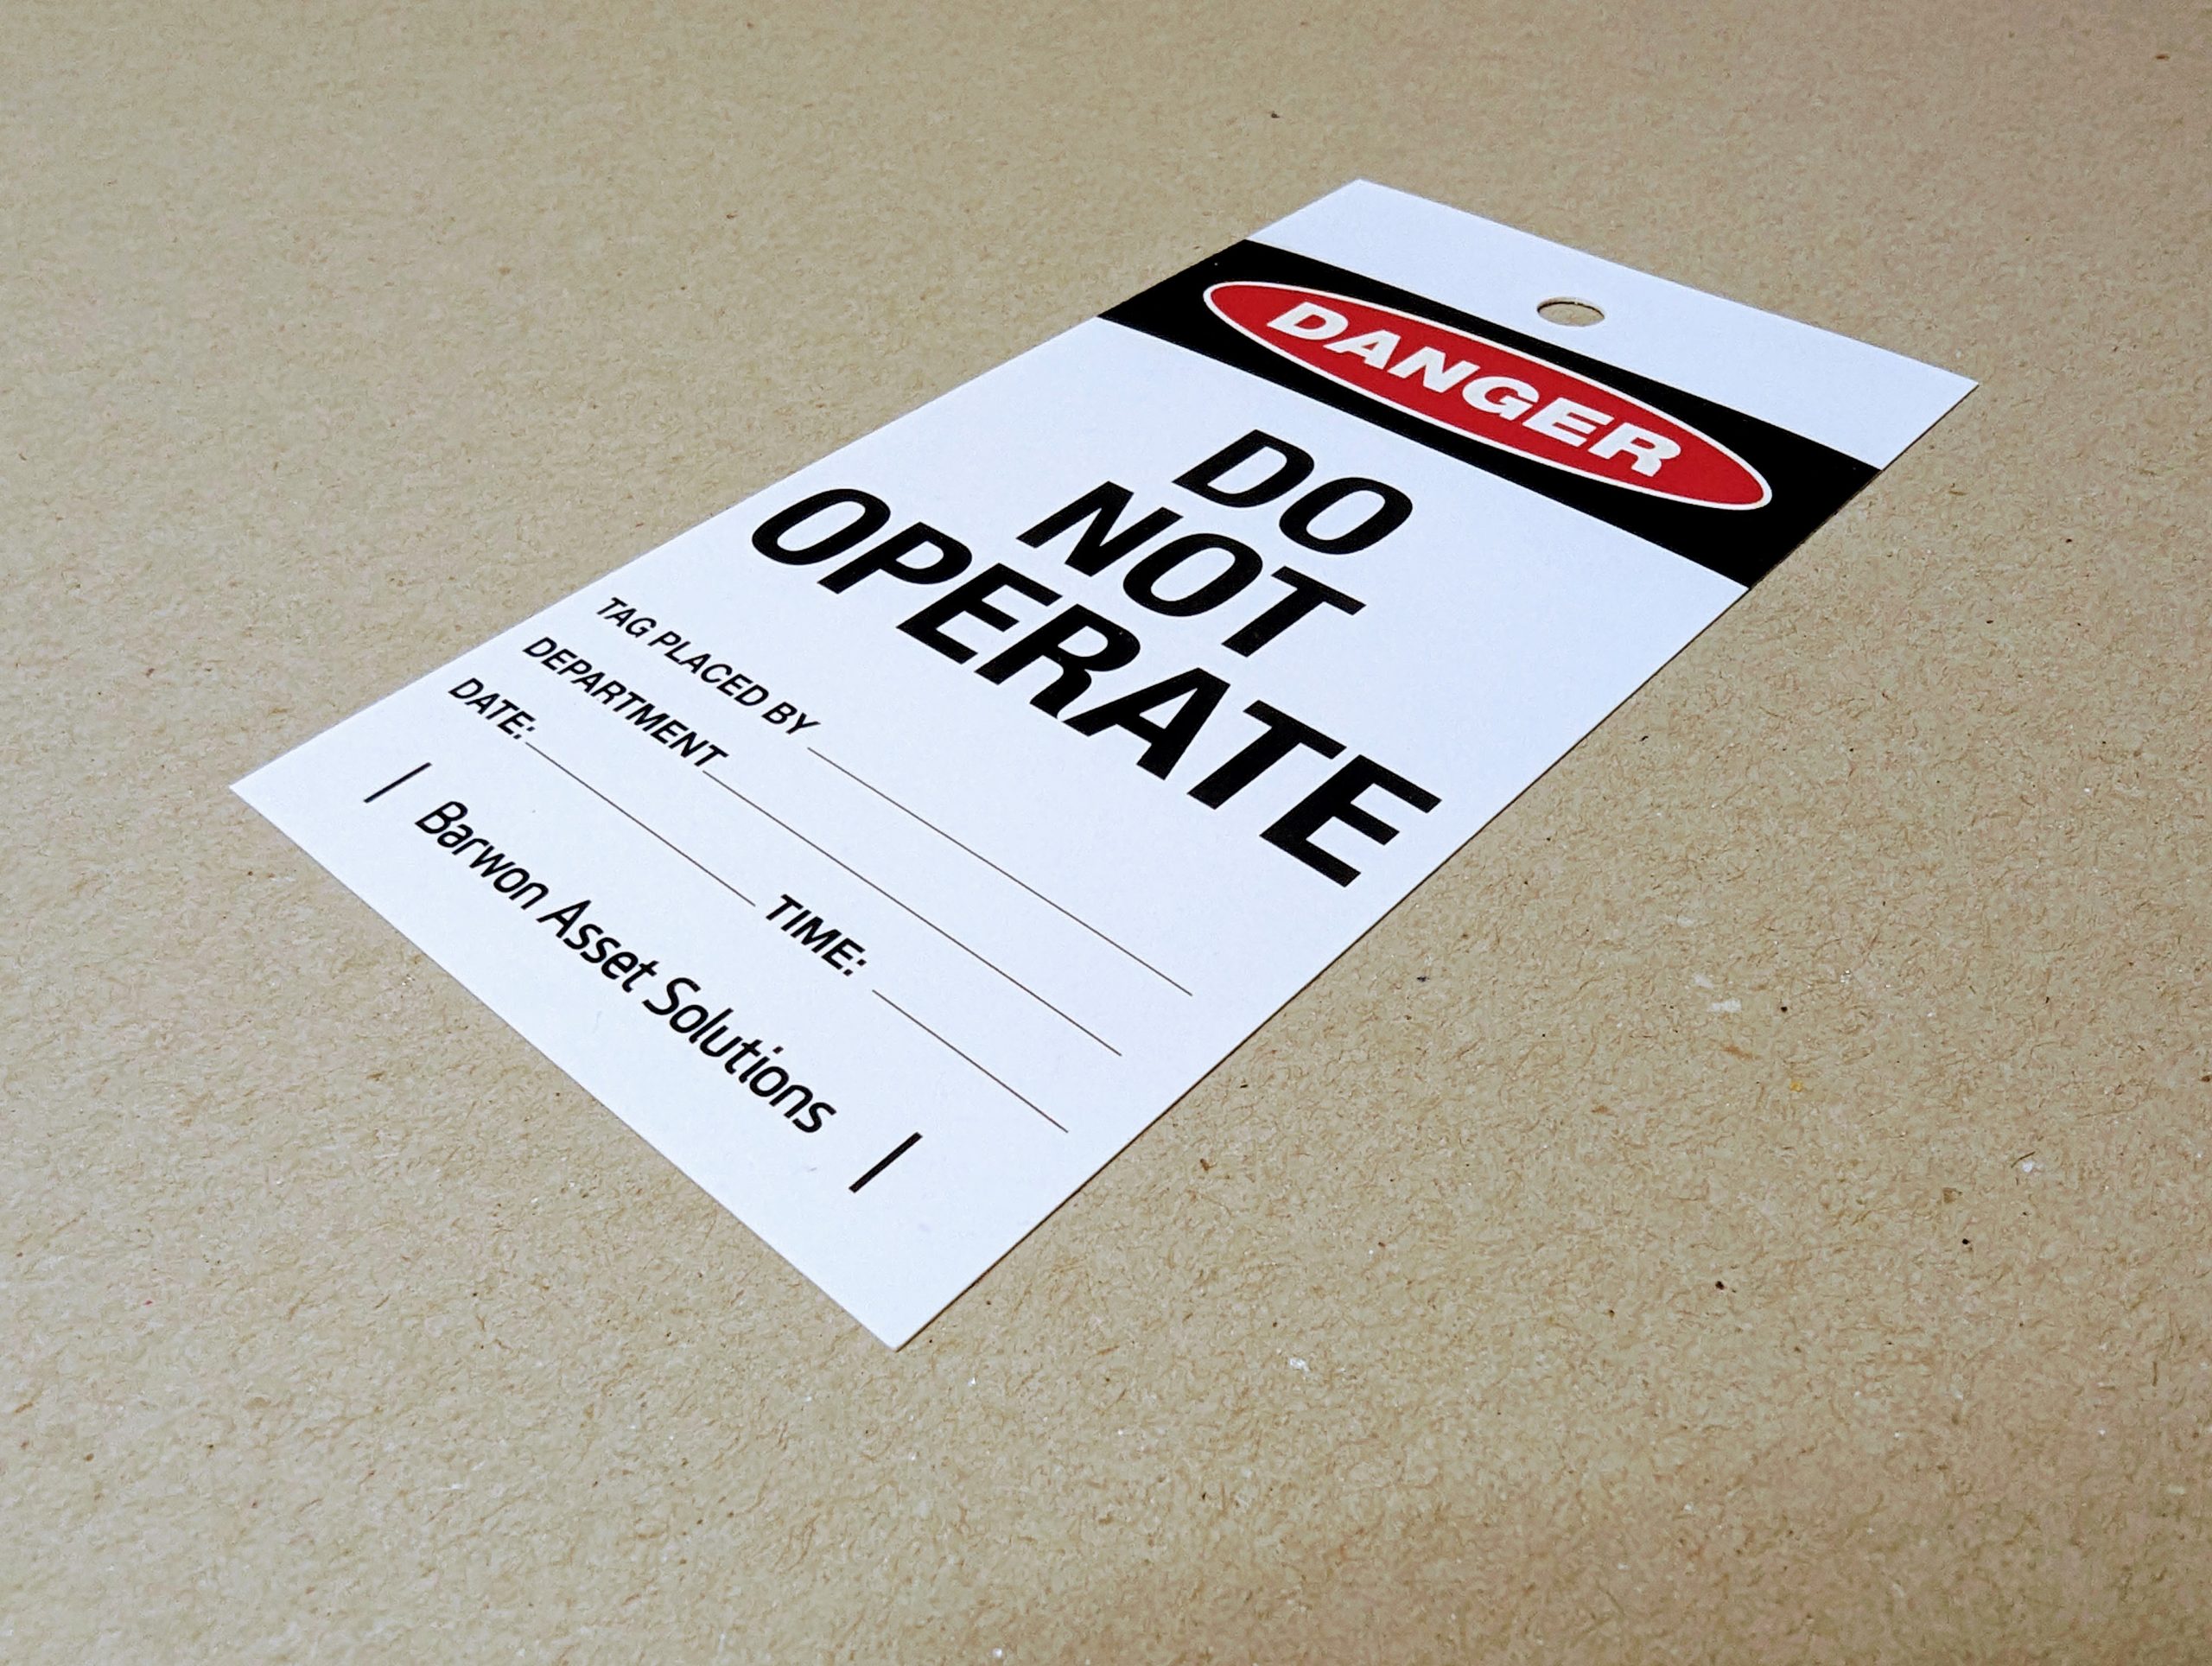 DANGER
DO
NOT
OPERATE
TAG PLACED BY
DEPARTMENT
DATE: TIME:
| Barwon Asset Solutions |